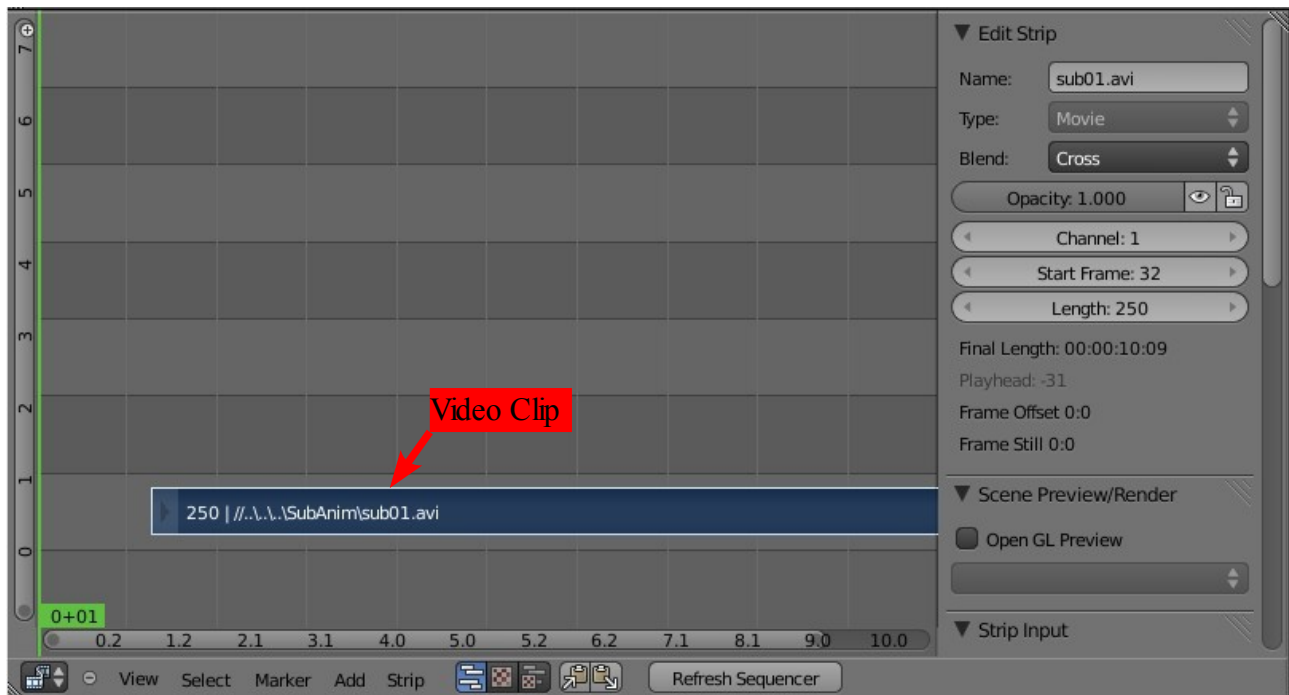 7
6
5
4
3
2
1
0
Video Clip
250 | //..\..\..\SubAnim\sub01.avi
0+01
0.2 1.2 2.1 3.1 4.0 5.0 5.2 6.2 7.1 8.1 9.0 10.0
View Select Marker Add Strip Refresh Sequencer
Edit Strip
Name: sub01.avi
Type: Movie
Blend: Cross
Opacity: 1.000
Channel: 1
Start Frame: 32
Length: 250
Final Length: 00:00:10:09
Playhead: -31
Frame Offset 0:0
Frame Still 0:0
Scene Preview/Render
Open GL Preview
Strip Input